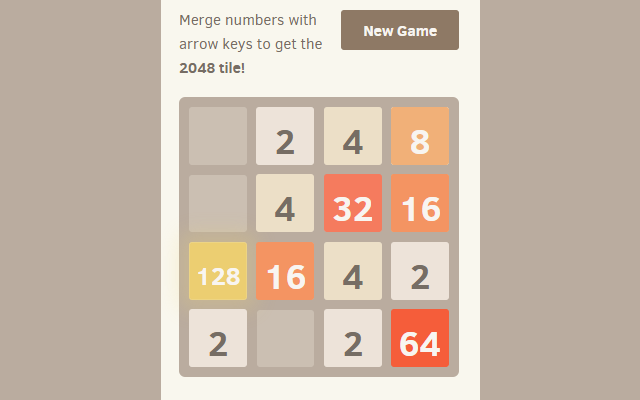 Merge numbers with
arrow keys to get the
2048 tile!
New Game
2 4 8
4 32 16
128 16 4 2
2 2 64